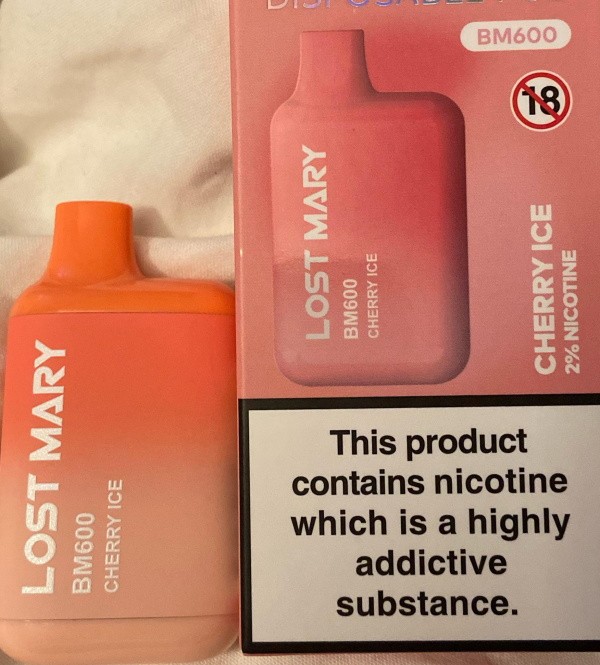 LOST MARY
BM600
CHERRY ICE
DISPOSABLE
BM600
18
LOST MARY
BM600
CHERRY ICE
CHERRY ICE
2% NICOTINE
This product
contains nicotine
which is a highly
addictive
substance.